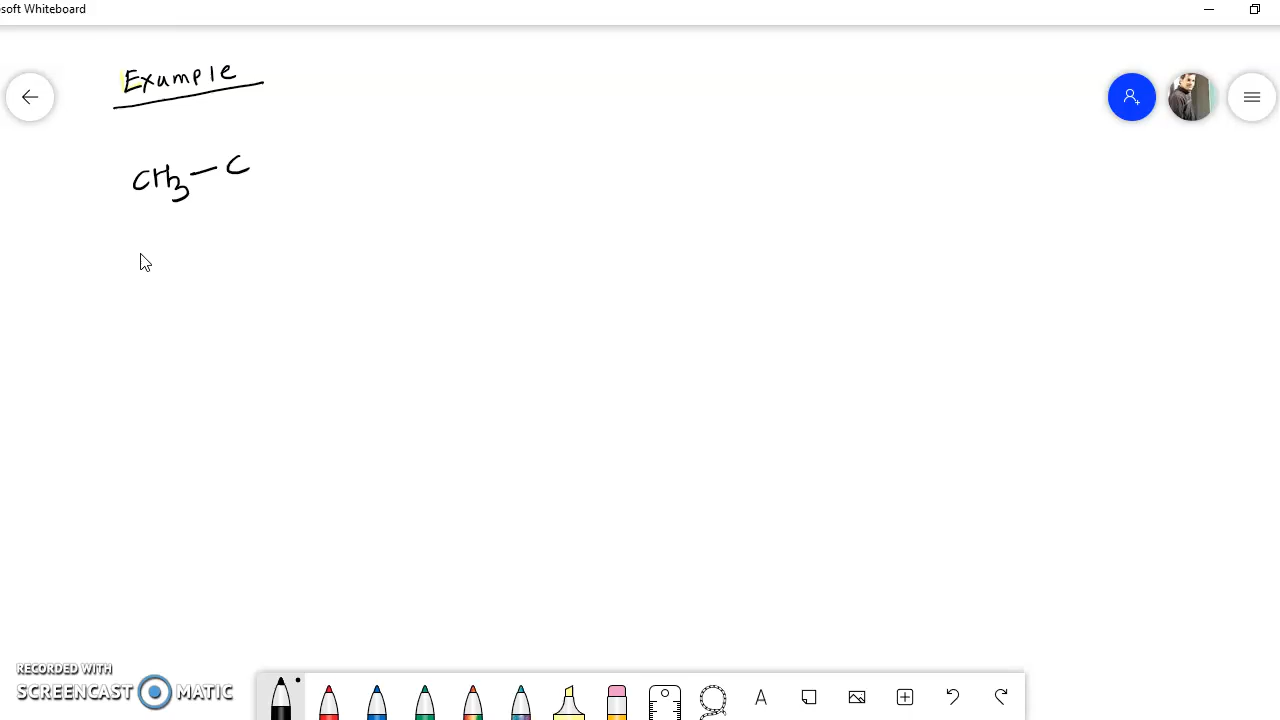 soft Whiteboard
Example
CH3-C
A
RECORDED WITH
SCREENCAST MATIC